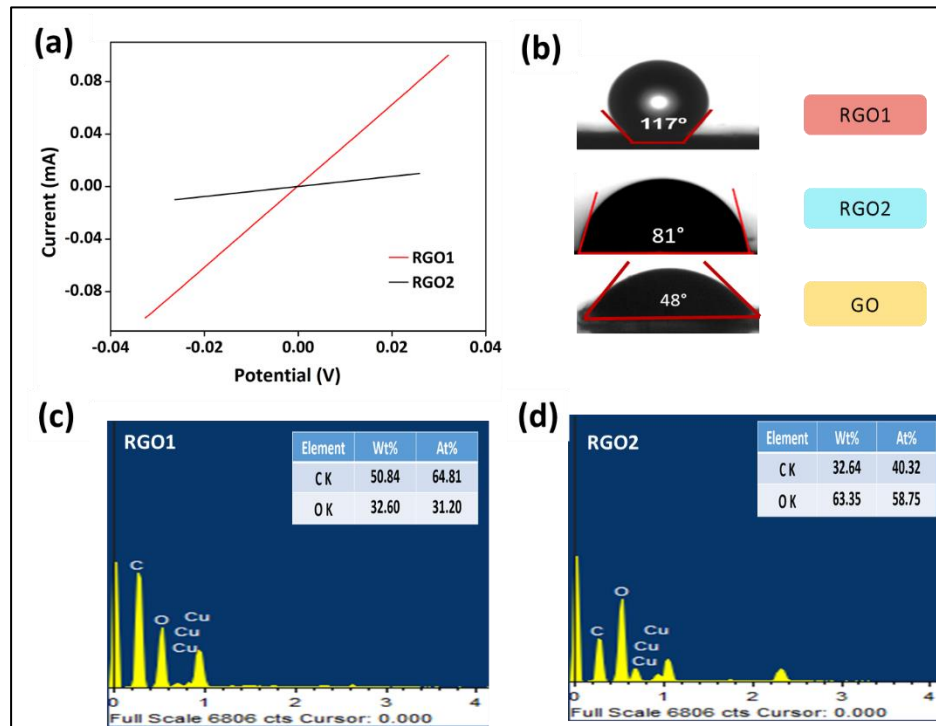 (a)
0.08
0.04
0.00
-0.04
-0.08
Current (mA)
-0.04
-0.02
0.00
0.02
0.04
Potential (V)
RGO1
RGO2
(b)
117°
81°
48°
RGO1
RGO2
GO
(c)
RGO1
Element Wt% At%
C K 50.84 64.81
O K 32.60 31.20
C
O
Cu
Cu
Cu
0 1 2 3 4
Full Scale 6806 cts Cursor: 0.000
(d)
RGO2
Element Wt% At%
C K 32.64 40.32
O K 63.35 58.75
C
O
Cu
Cu
Cu
0 1 2 3 4
Full Scale 6806 cts Cursor: 0.000